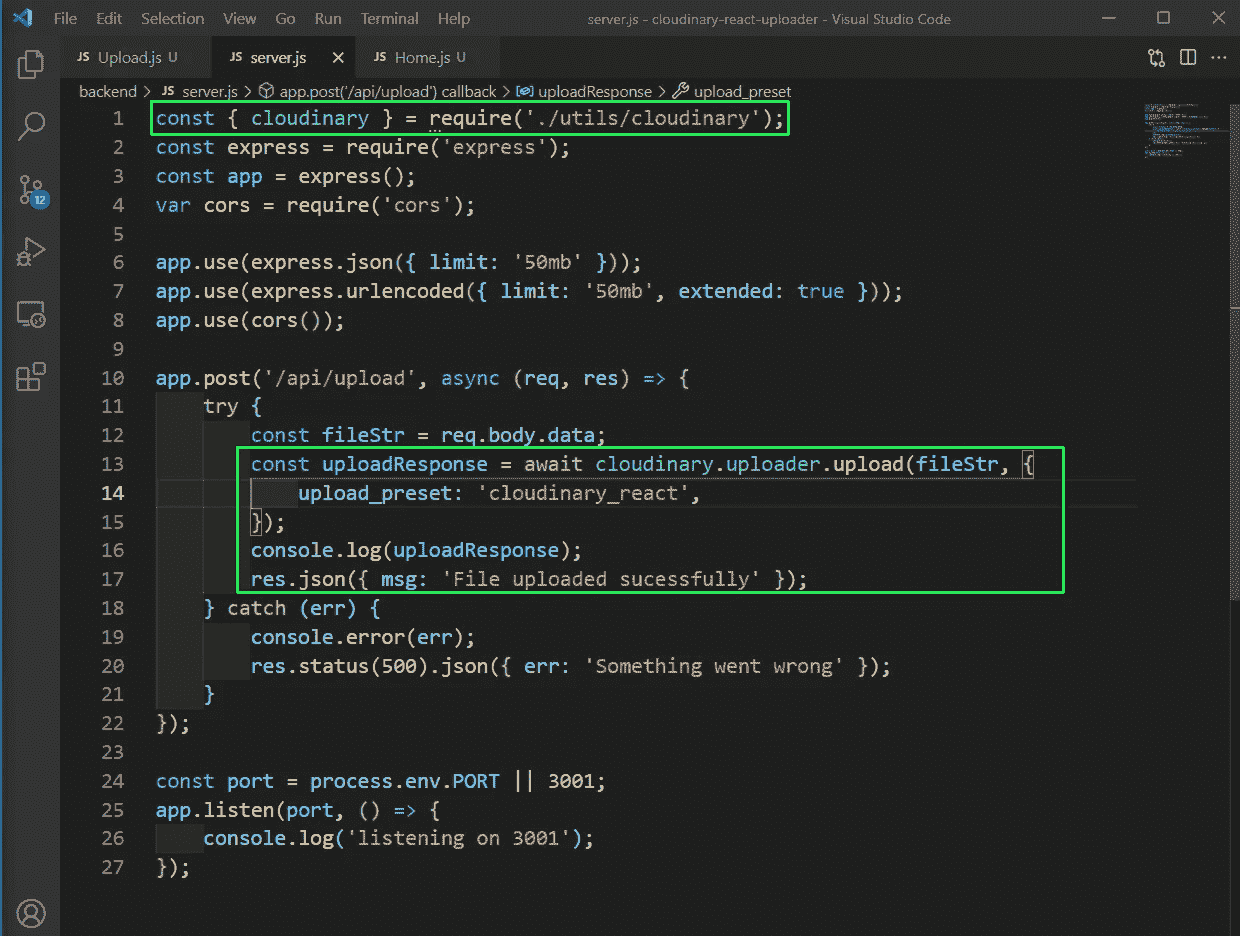 File Edit Selection View Go Run Terminal Help server.js - cloudinary-react-uploader - Visual Studio Code
JS Upload.js U JS server.js JS Home.js U
backend > JS server.js > app.post('/api/upload') callback > uploadResponse > upload_preset
1 const { cloudinary } = require('./utils/cloudinary');
2 const express = require('express');
3 const app = express();
4 var cors = require('cors');
5
6 app.use(express.json({ limit: '50mb' }));
7 app.use(express.urlencoded({ limit: '50mb', extended: true }));
8 app.use(cors());
9
10 app.post('/api/upload', async (req, res) => {
11 try {
12 const fileStr = req.body.data;
13 const uploadResponse = await cloudinary.uploader.upload(fileStr, {
14 upload_preset: 'cloudinary_react',
15 });
16 console.log(uploadResponse);
17 res.json({ msg: 'File uploaded sucessfully' });
18 } catch (err) {
19 console.error(err);
20 res.status(500).json({ err: 'Something went wrong' });
21 }
22 });
23
24 const port = process.env.PORT || 3001;
25 app.listen(port, () => {
26 console.log('listening on 3001');
27 });
12